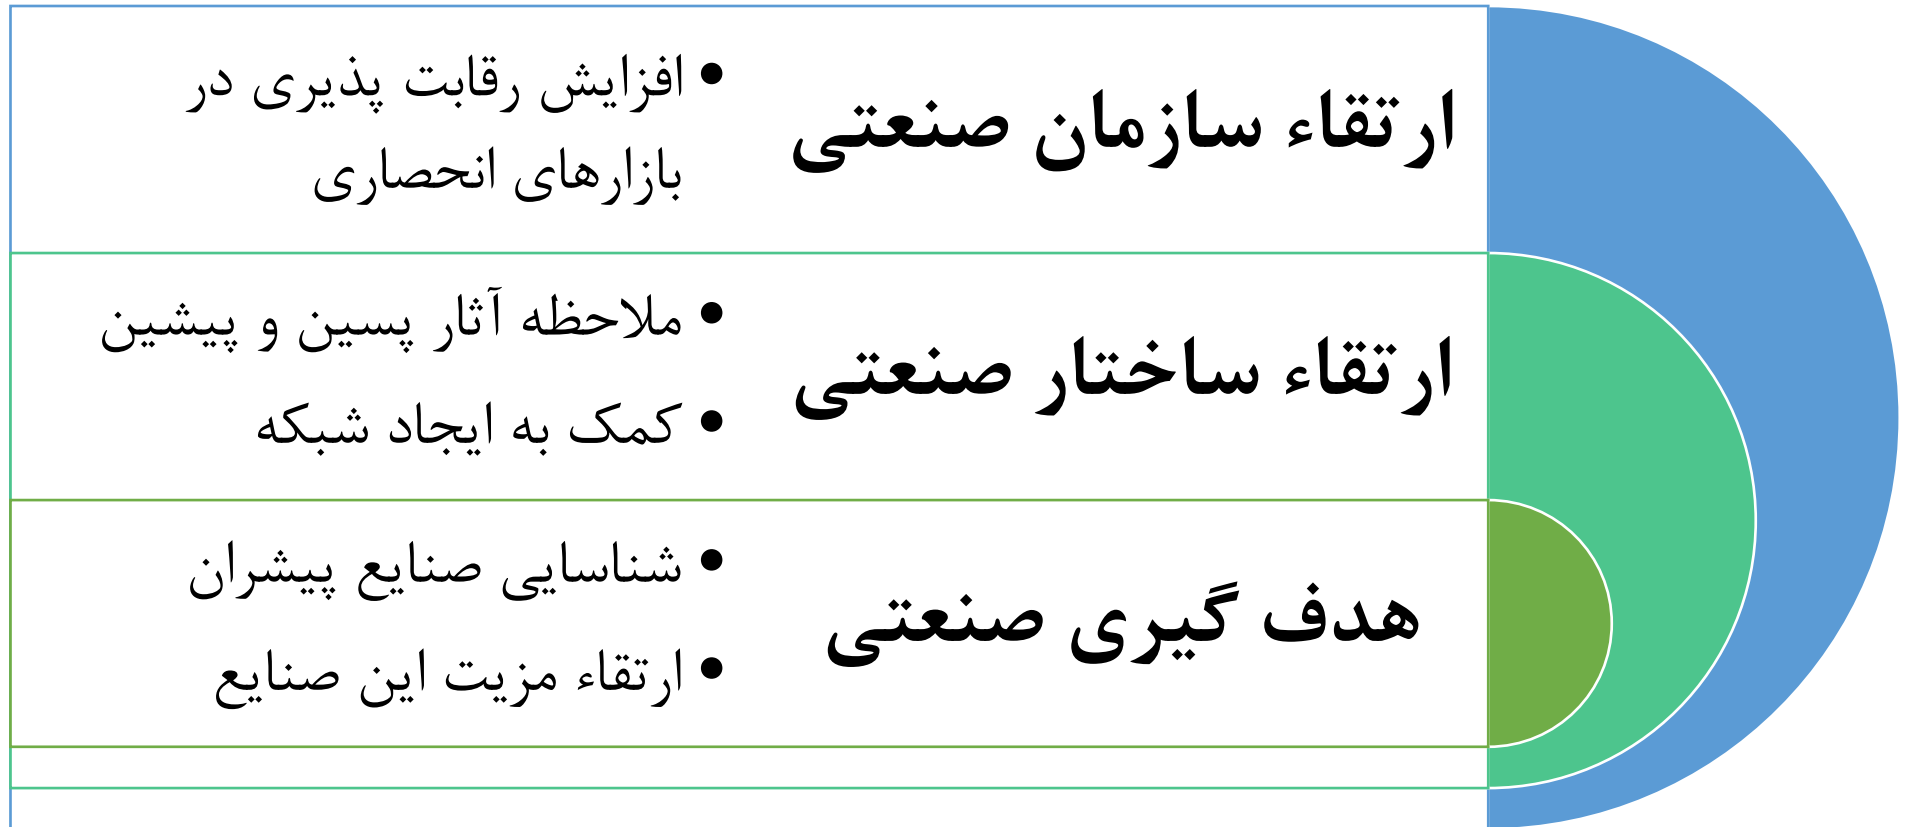 ارتقاء سازمان صنعتی
• افزایش رقابت پذیری در
بازارهای انحصاری
ارتقاء ساختار صنعتی
• ملاحظه آثار پسین و پیشین
• کمک به ایجاد شبکه
هدف گیری صنعتی
• شناسایی صنایع پیشران
• ارتقاء مزیت این صنایع